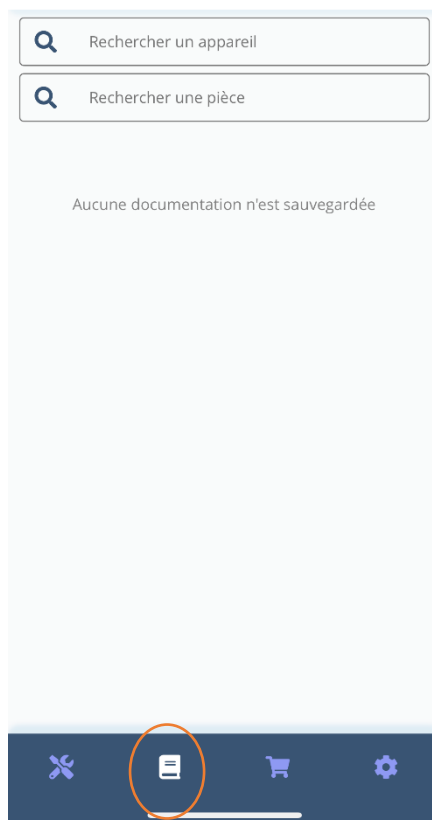 Rechercher un appareil
Rechercher une pièce
Aucune documentation n'est sauvegardée